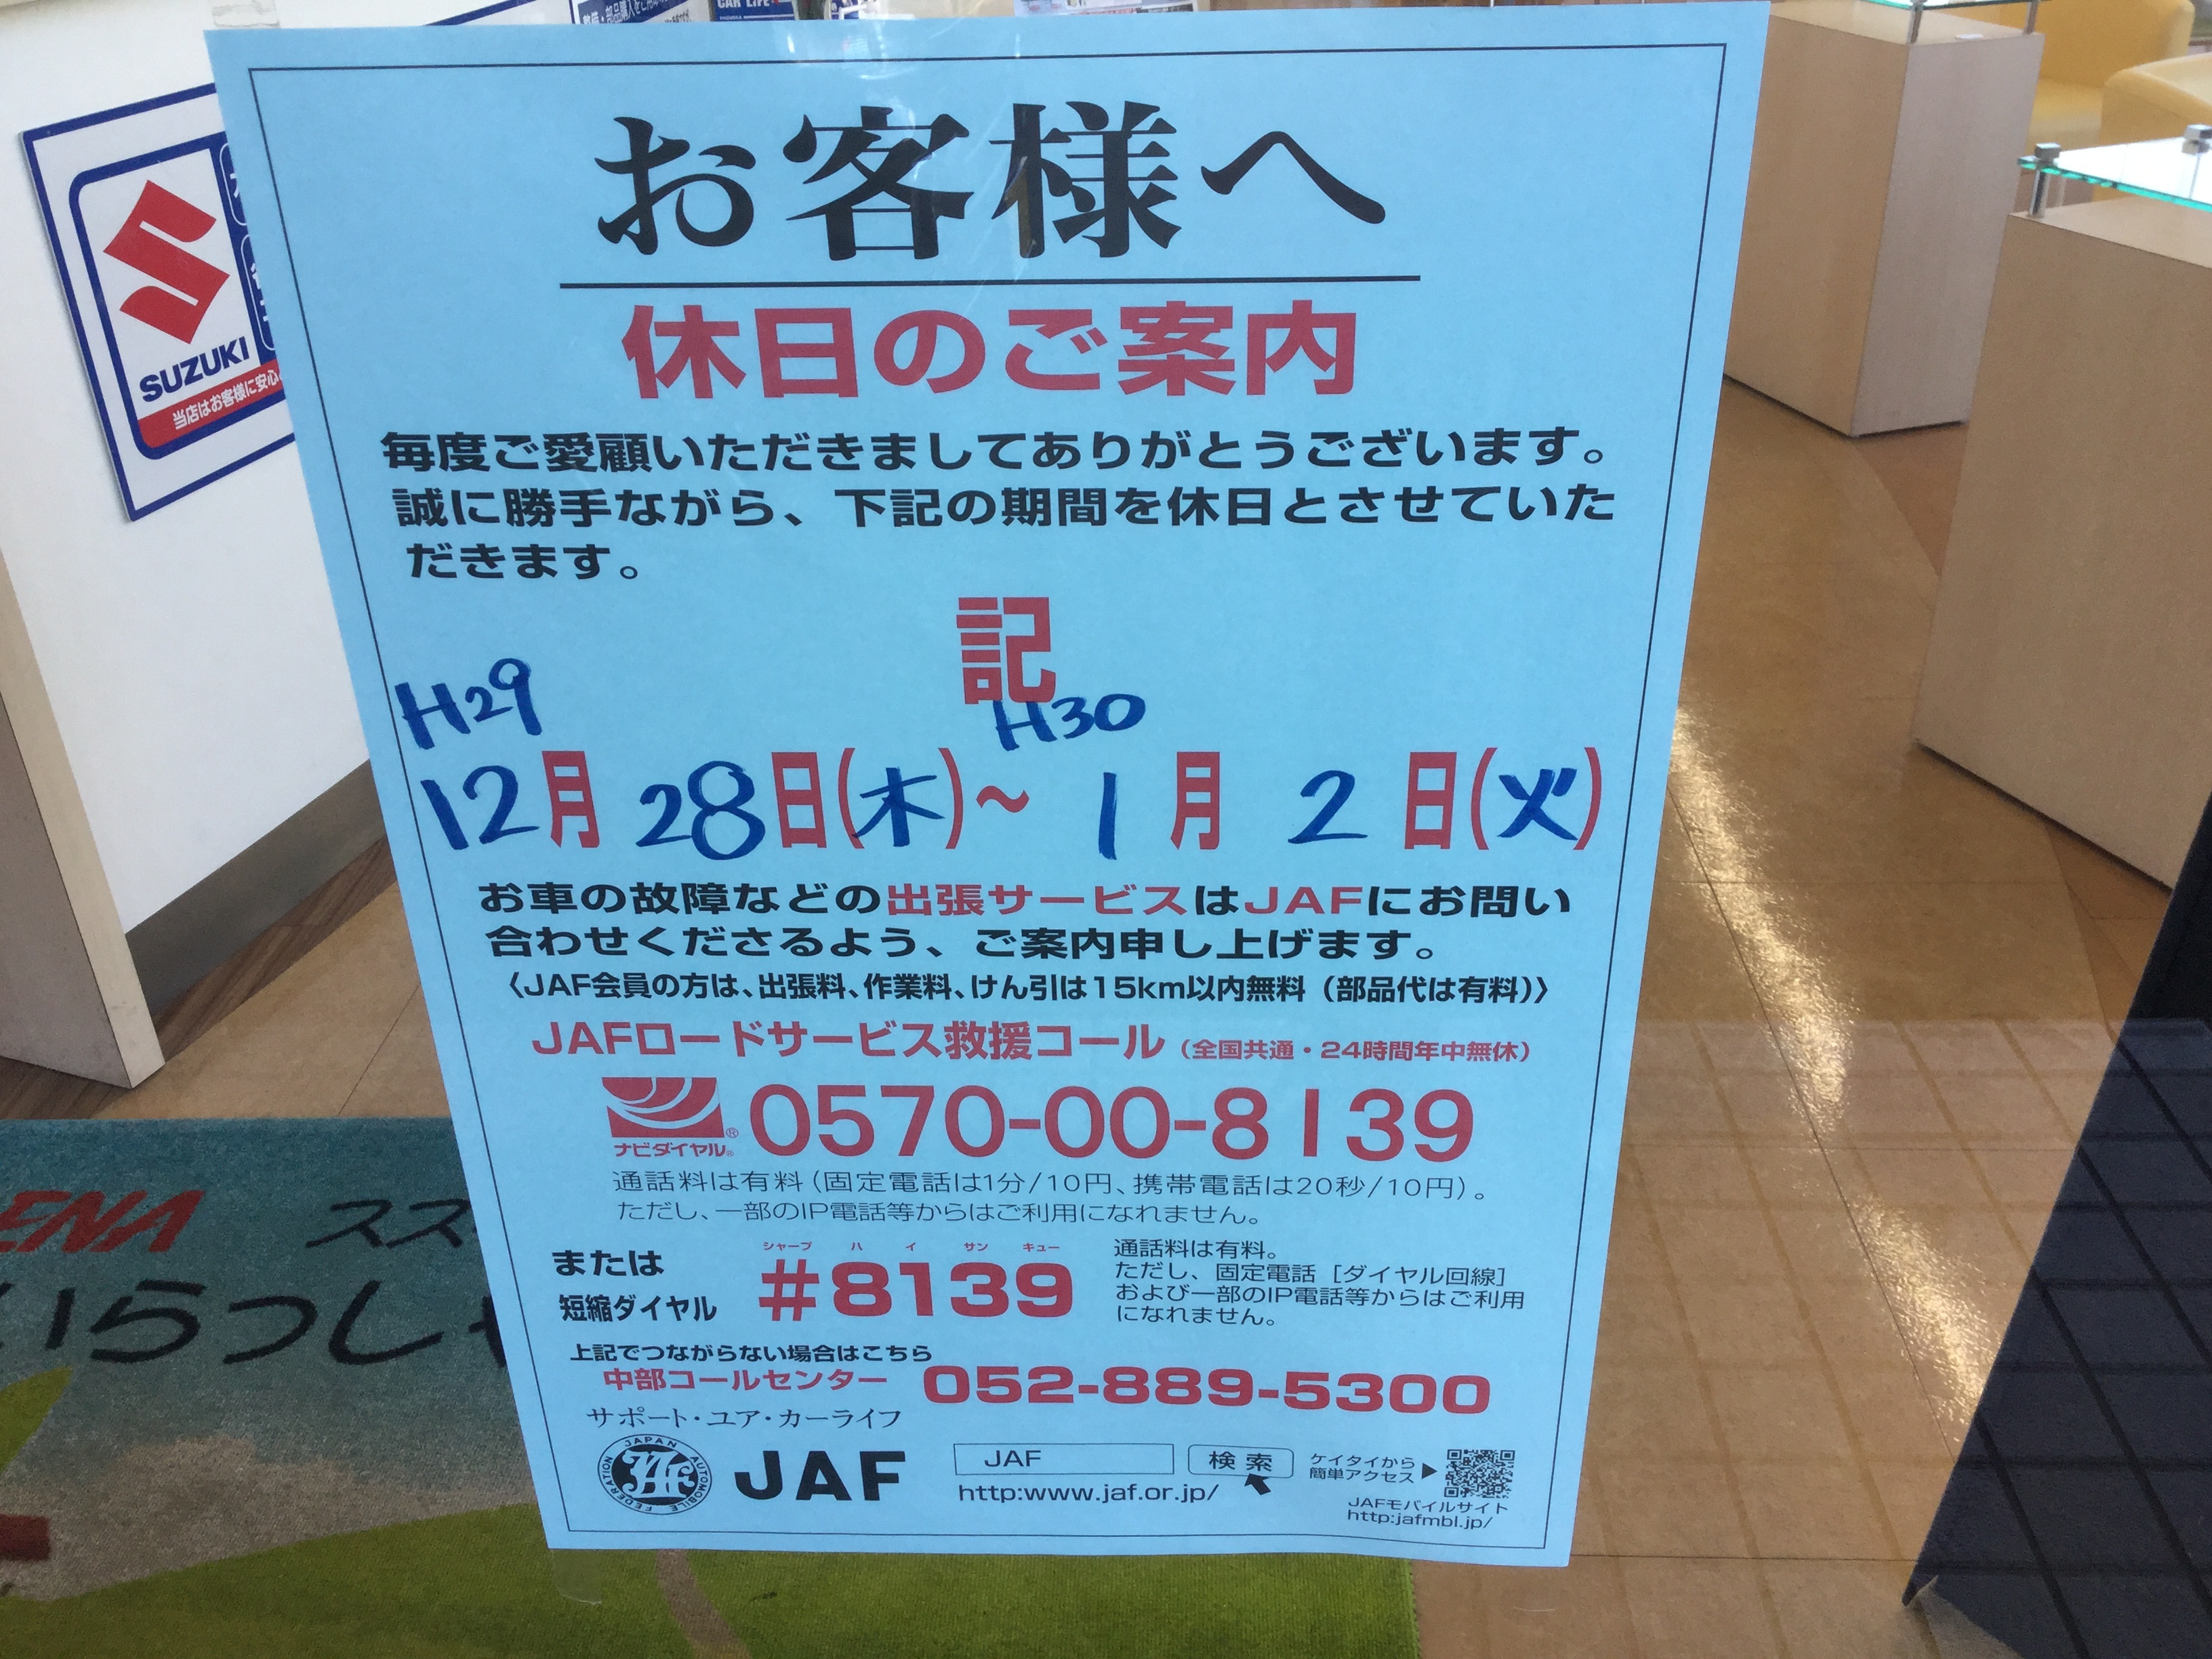 CAR LIFE
SUZUKI
当店はお客様に安心
お客様へ
休日のご案内
毎度ご愛顧いただきましてありがとうございます。
誠に勝手ながら、下記の期間を休日とさせていた
だきます。
記
H29 H30
12月28日(木)~1月2日(火)
お車の故障などの出張サービスはJAFにお問い
合わせくださるよう、ご案内申し上げます。
〈JAF会員の方は、出張料、作業料、けん引は15km以内無料(部品代は有料)〉
JAFロードサービス救援コール(全国共通・24時間年中無休)
ナビダイヤル® 0570-00-8139
通話料は有料(固定電話は1分/10円、携帯電話は20秒/10円)。
ただし、一部のIP電話等からはご利用になれません。
または
短縮ダイヤル
シャープ ハ イ サン キュー
#8139
通話料は有料。
ただし、固定電話[ダイヤル回線]
および一部のIP電話等からはご利用
になれません。
上記でつながらない場合はこちら
中部コールセンター 052-889-5300
サポート・ユア・カーライフ
JAPAN AUTOMOBILE FEDERATION
JAF
JAF 検索
http:www.jaf.or.jp/
ケイタイから
簡単アクセス▶
JAFモバイルサイト
http:jafmbl.jp/
ENA スズ
いらっし